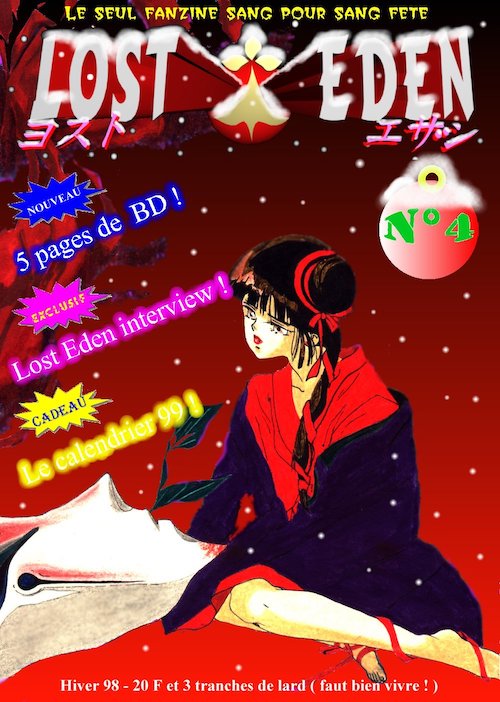 LE SEUL FANZINE SANG POUR SANG FETE
LOST EDEN
ヨスト エサン
N°4
NOUVEAU
5 pages de BD !
EXCLUSIF
Lost Eden interview !
CADEAU
Le calendrier 99 !
Hiver 98 - 20 F et 3 tranches de lard ( faut bien vivre ! )